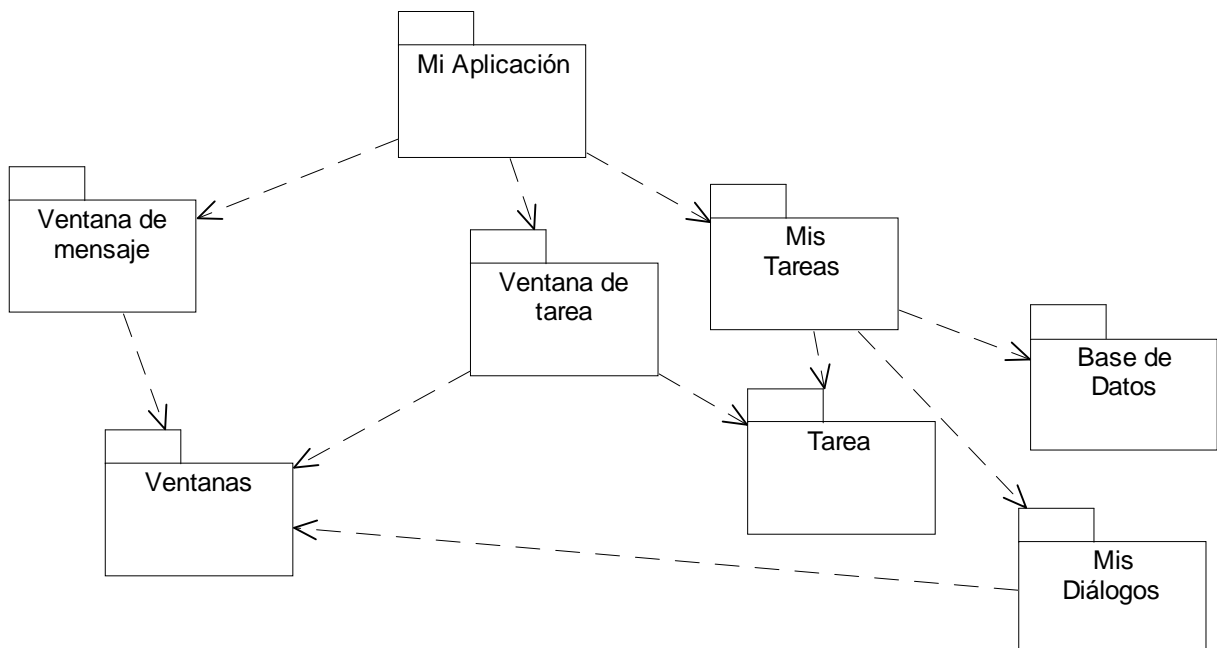 Mi Aplicación
Ventana de
mensaje
Ventana de
tarea
Mis
Tareas
Base de
Datos
Tarea
Ventanas
Mis
Diálogos